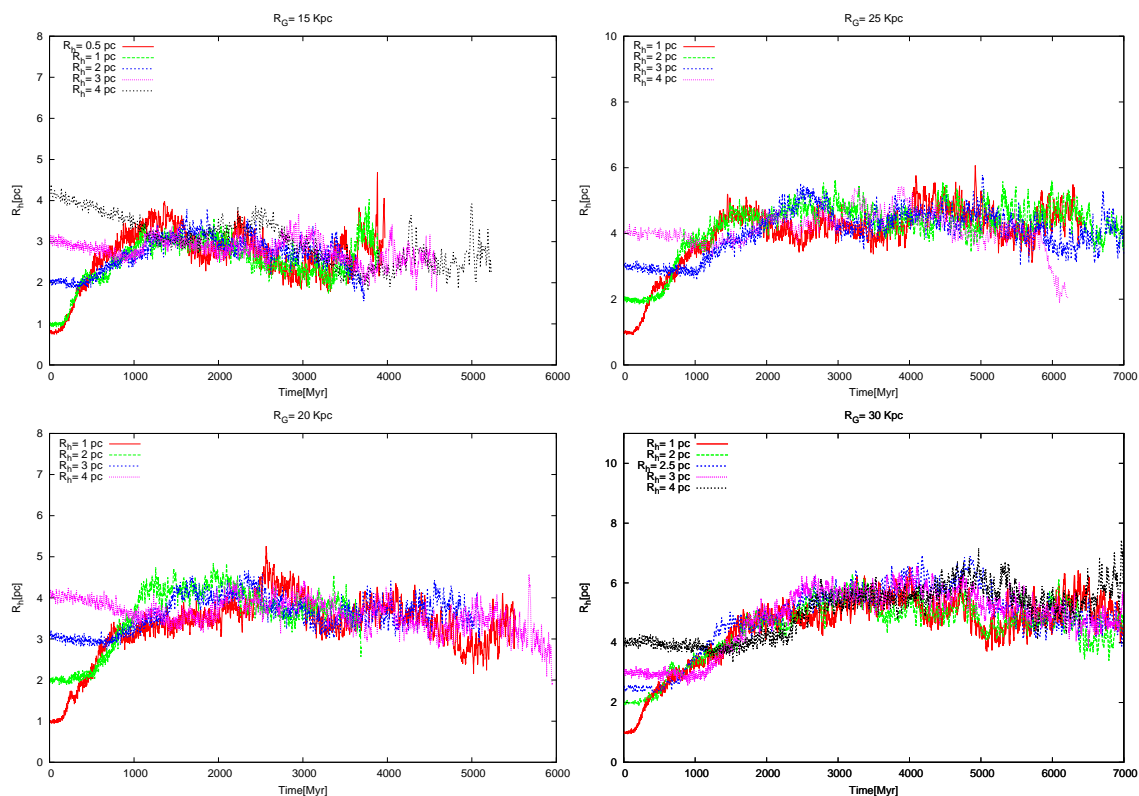 R_G= 15 Kpc
R_h[pc]
8
7
6
5
4
3
2
1
0
R_h= 0.5 pc
R_h= 1 pc
R_h= 2 pc
R_h= 3 pc
R_h= 4 pc
0 1000 2000 3000 4000 5000 6000
Time[Myr]
R_G= 25 Kpc
R_h[pc]
10
8
6
4
2
0
R_h= 1 pc
R_h= 2 pc
R_h= 3 pc
R_h= 4 pc
0 1000 2000 3000 4000 5000 6000 7000
Time[Myr]
R_G= 20 Kpc
R_h[pc]
8
7
6
5
4
3
2
1
0
R_h= 1 pc
R_h= 2 pc
R_h= 3 pc
R_h= 4 pc
0 1000 2000 3000 4000 5000 6000
Time[Myr]
R_G= 30 Kpc
R_h[pc]
10
8
6
4
2
0
R_h= 1 pc
R_h= 2 pc
R_h= 2.5 pc
R_h= 3 pc
R_h= 4 pc
0 1000 2000 3000 4000 5000 6000 7000
Time[Myr]